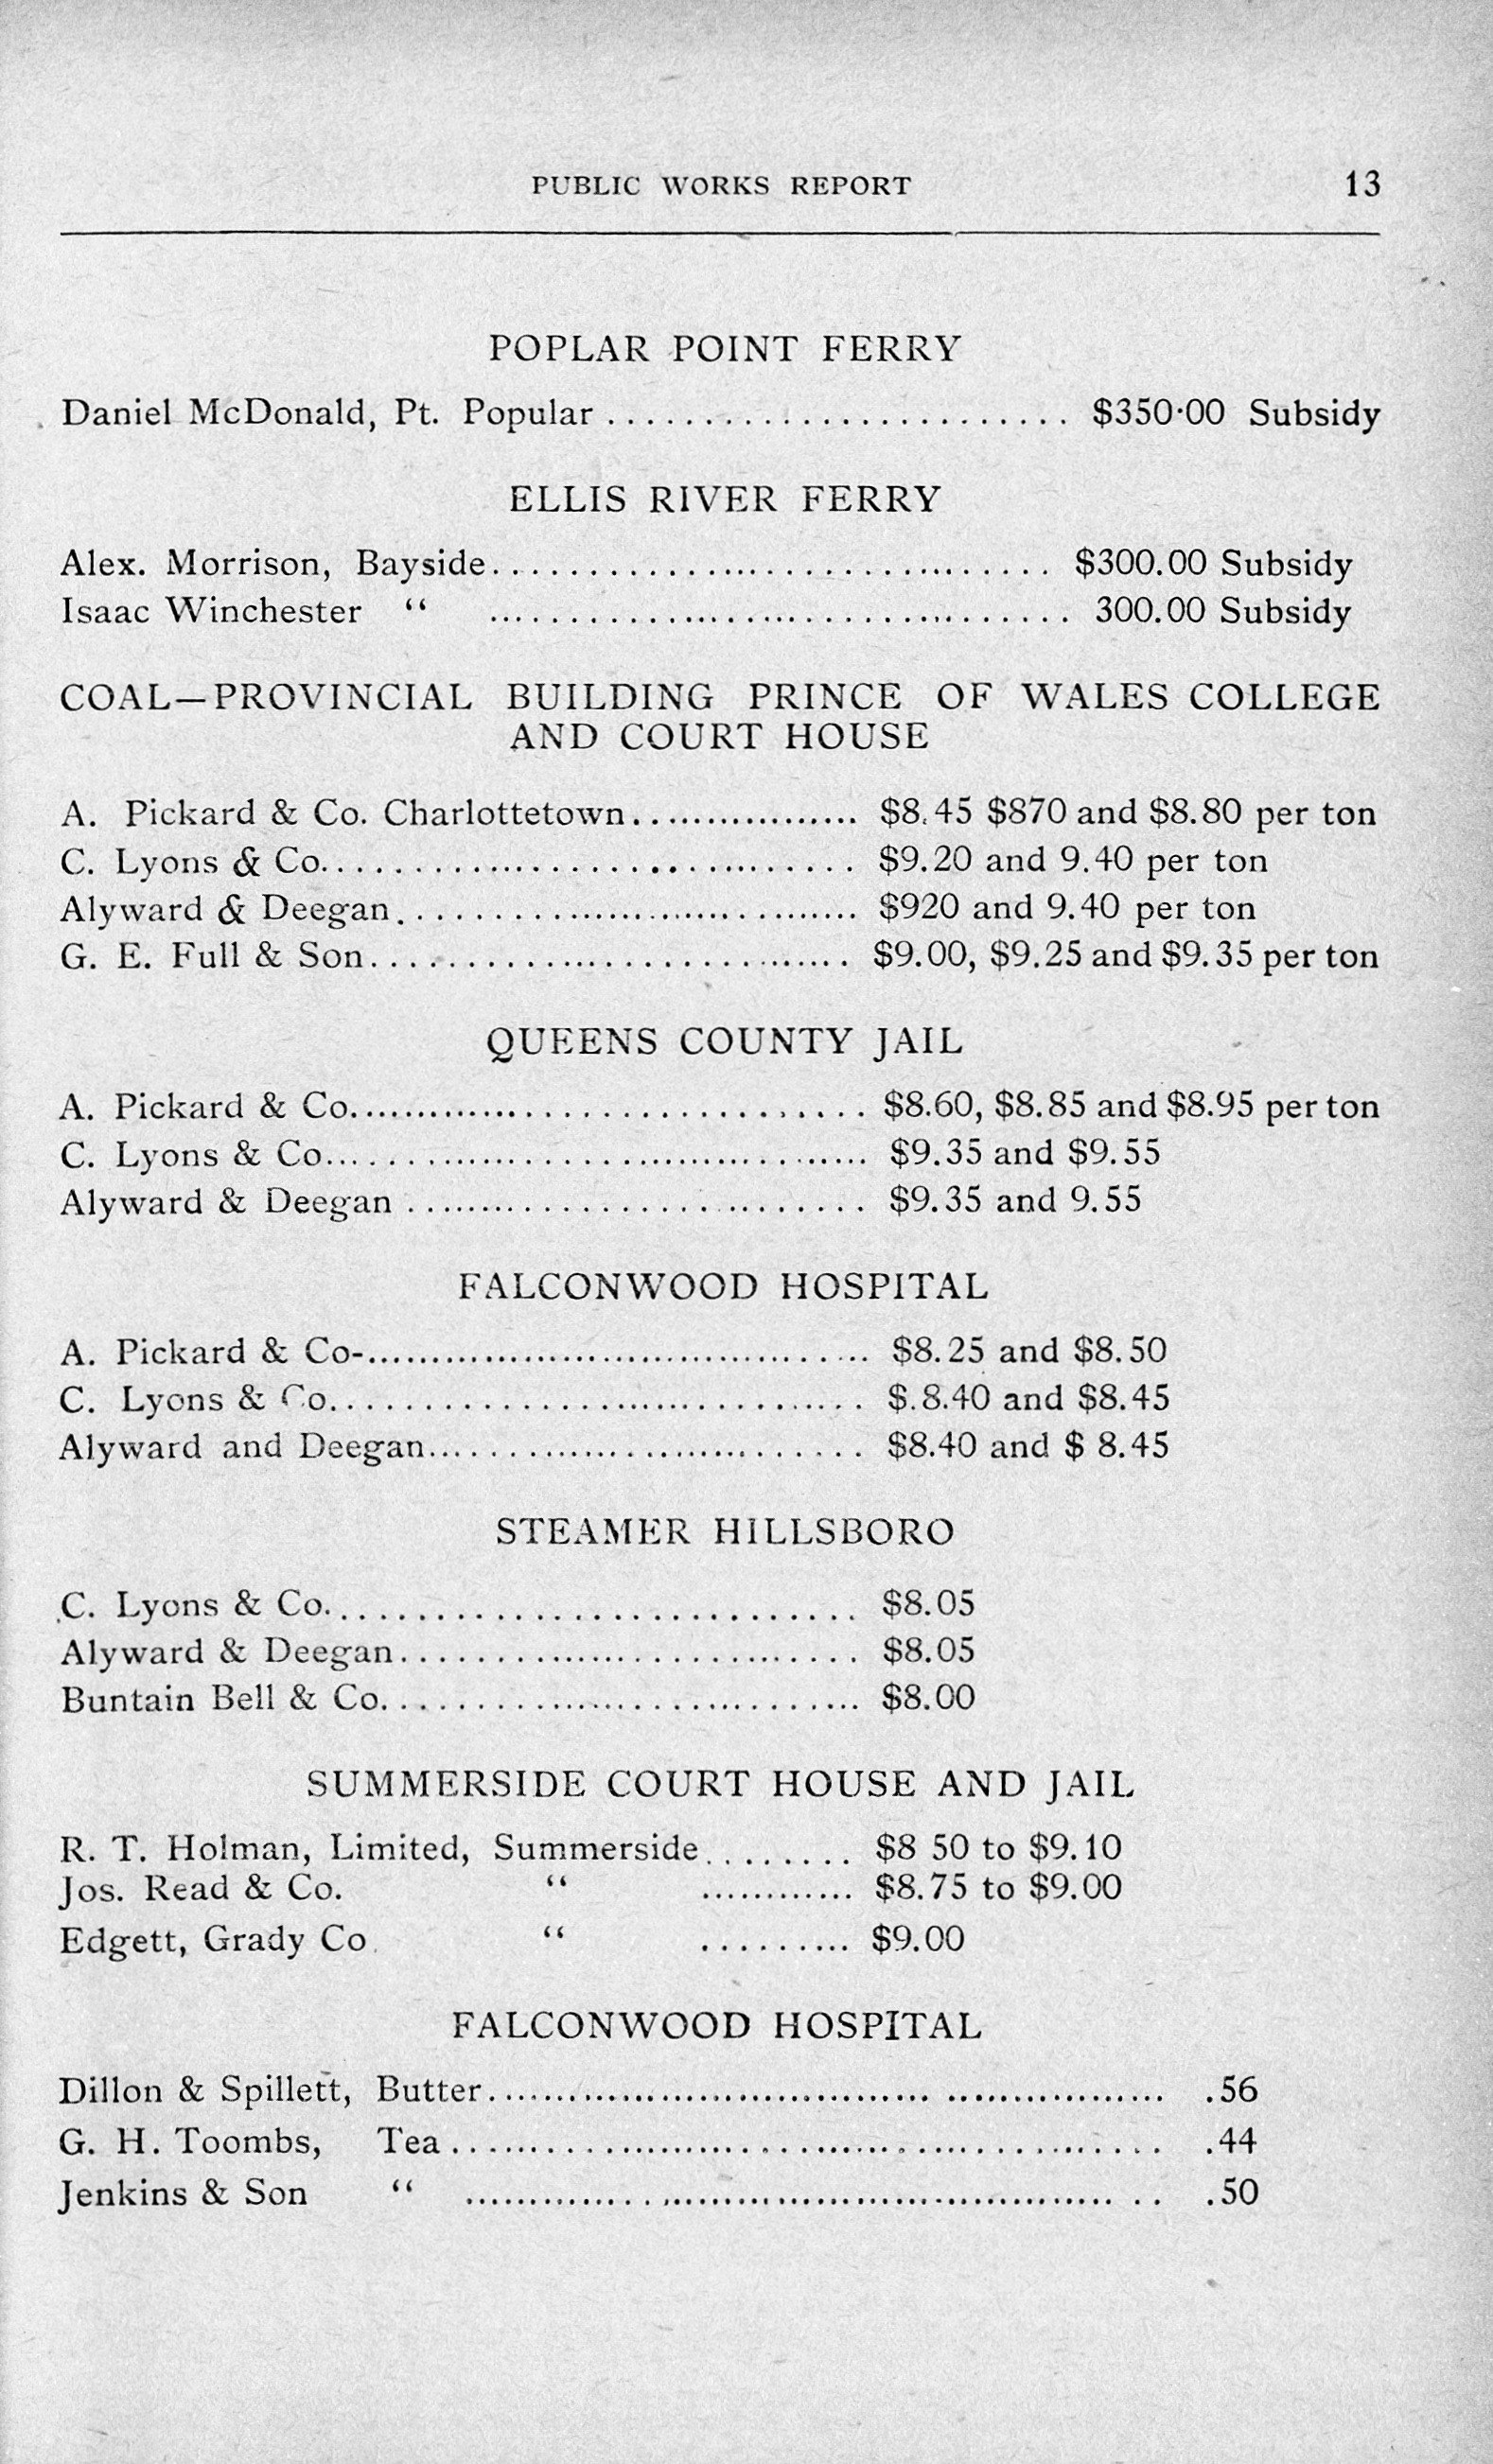 PUBLIC WORKS REPORT 13
POPLAR POINT FERRY
Daniel McDonald, Pt. Popular ........................ $350·00 Subsidy
ELLIS RIVER FERRY
Alex. Morrison, Bayside.............................. $300.00 Subsidy
Isaac Winchester “ .............................. 300.00 Subsidy
COAL—PROVINCIAL BUILDING PRINCE OF WALES COLLEGE
AND COURT HOUSE
A. Pickard & Co. Charlottetown................. $8.45 $870 and $8.80 per ton
C. Lyons & Co............................... $9.20 and 9.40 per ton
Alyward & Deegan............................ $920 and 9.40 per ton
G. E. Full & Son............................ $9.00, $9.25 and $9.35 per ton
QUEENS COUNTY JAIL
A. Pickard & Co............................... $8.60, $8.85 and $8.95 per ton
C. Lyons & Co................................ $9.35 and $9.55
Alyward & Deegan ........................... $9.35 and 9.55
FALCONWOOD HOSPITAL
A. Pickard & Co-.............................. $8.25 and $8.50
C. Lyons & Co............................... $.8.40 and $8.45
Alyward and Deegan.......................... $8.40 and $ 8.45
STEAMER HILLSBORO
C. Lyons & Co............................... $8.05
Alyward & Deegan............................ $8.05
Buntain Bell & Co............................ $8.00
SUMMERSIDE COURT HOUSE AND JAIL
R. T. Holman, Limited, Summerside........ $8 50 to $9.10
Jos. Read & Co. “ ............ $8.75 to $9.00
Edgett, Grady Co. “ ......... $9.00
FALCONWOOD HOSPITAL
Dillon & Spillett, Butter................................... ................. .56
G. H. Toombs, Tea.......................................... .44
Jenkins & Son “ .......................................... .50